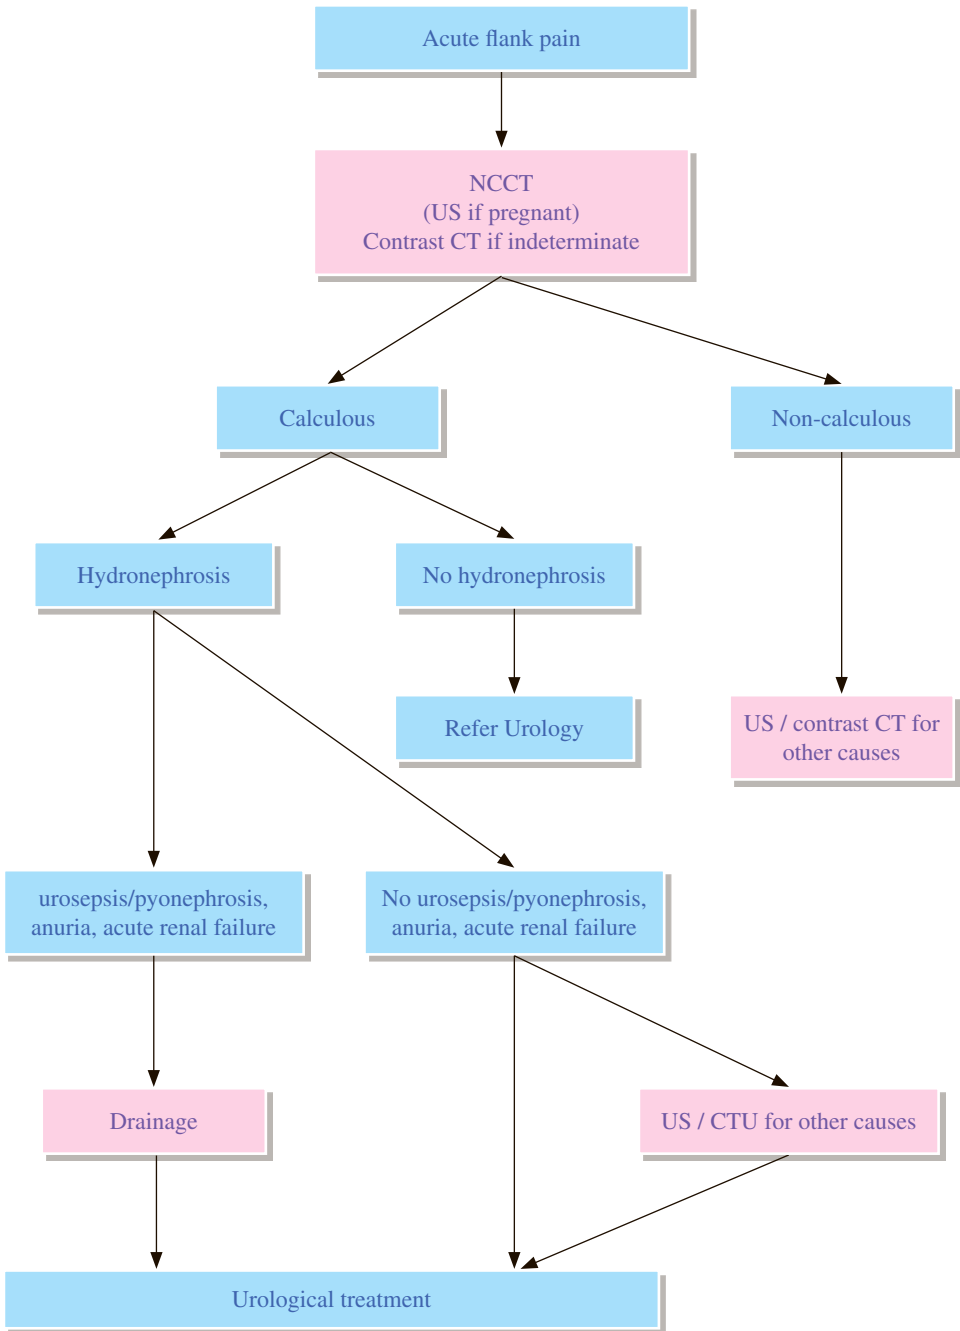 Acute flank pain
NCCT
(US if pregnant)
Contrast CT if indeterminate
Calculous
Non-calculous
Hydronephrosis
No hydronephrosis
Refer Urology
US / contrast CT for
other causes
urosepsis/pyonephrosis,
anuria, acute renal failure
No urosepsis/pyonephrosis,
anuria, acute renal failure
Drainage
US / CTU for other causes
Urological treatment